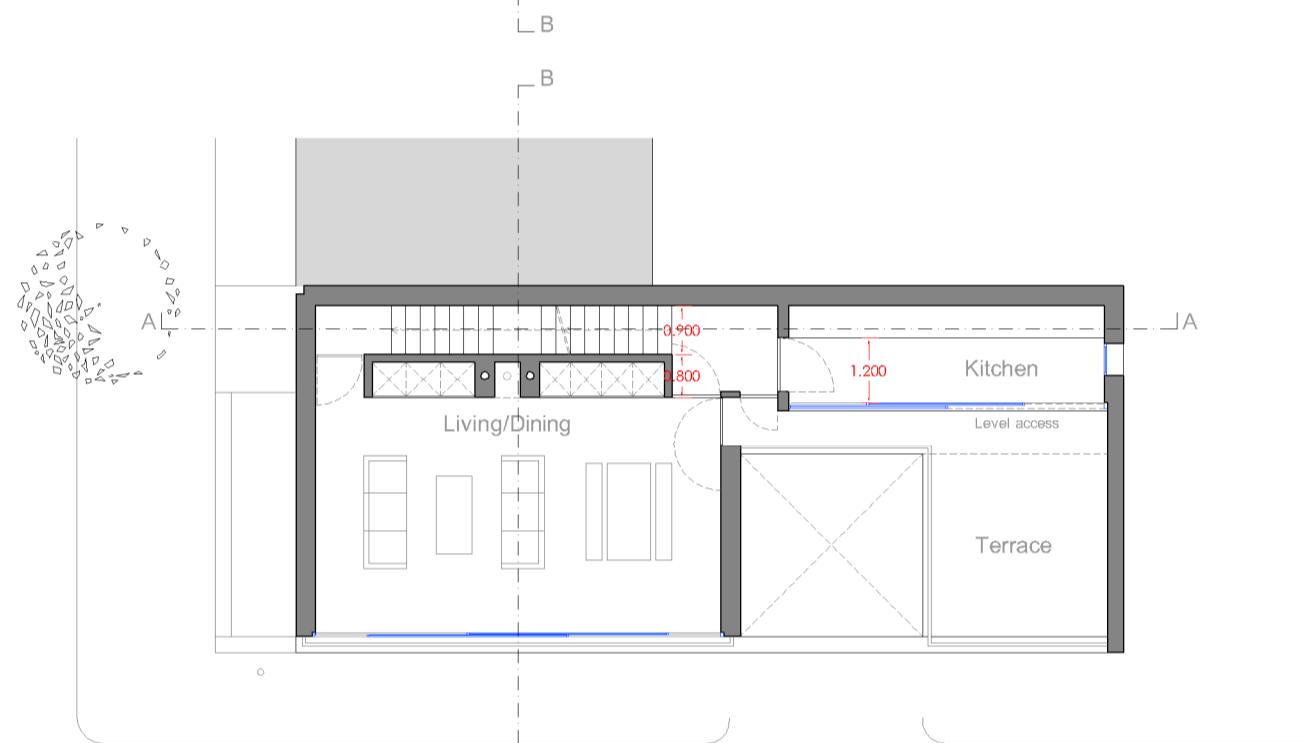 B
B
A
0.900
A
0.800
1.200
Kitchen
Living/Dining
Level access
Terrace